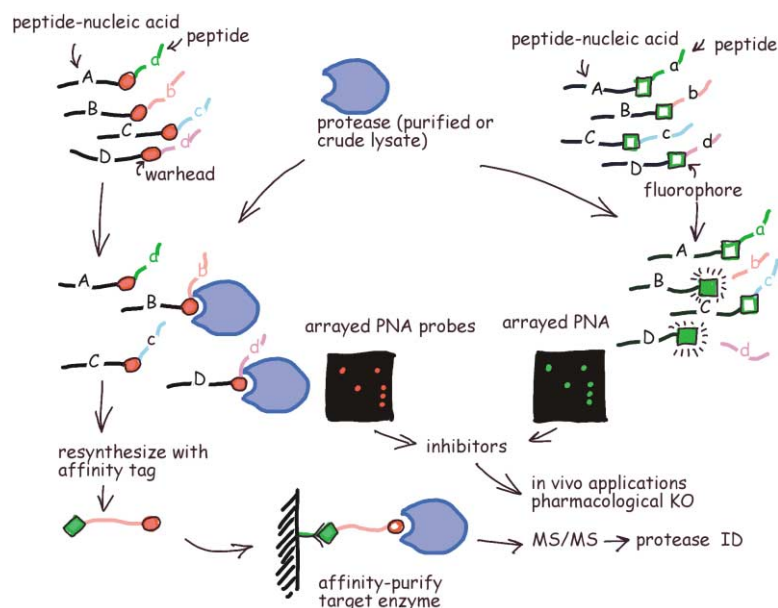 peptide-nucleic acid
peptide
A
d
B
b
C
c
D
d
warhead
protease (purified or
crude lysate)
peptide-nucleic acid
peptide
A
a
B
b
C
c
D
d
fluorophore
A
d
B
b
C
c
D
d
A
a
B
b
C
c
D
d
arrayed PNA probes
arrayed PNA
inhibitors
in vivo applications
pharmacological KO
resynthesize with
affinity tag
affinity-purify
target enzyme
MS/MS
protease ID